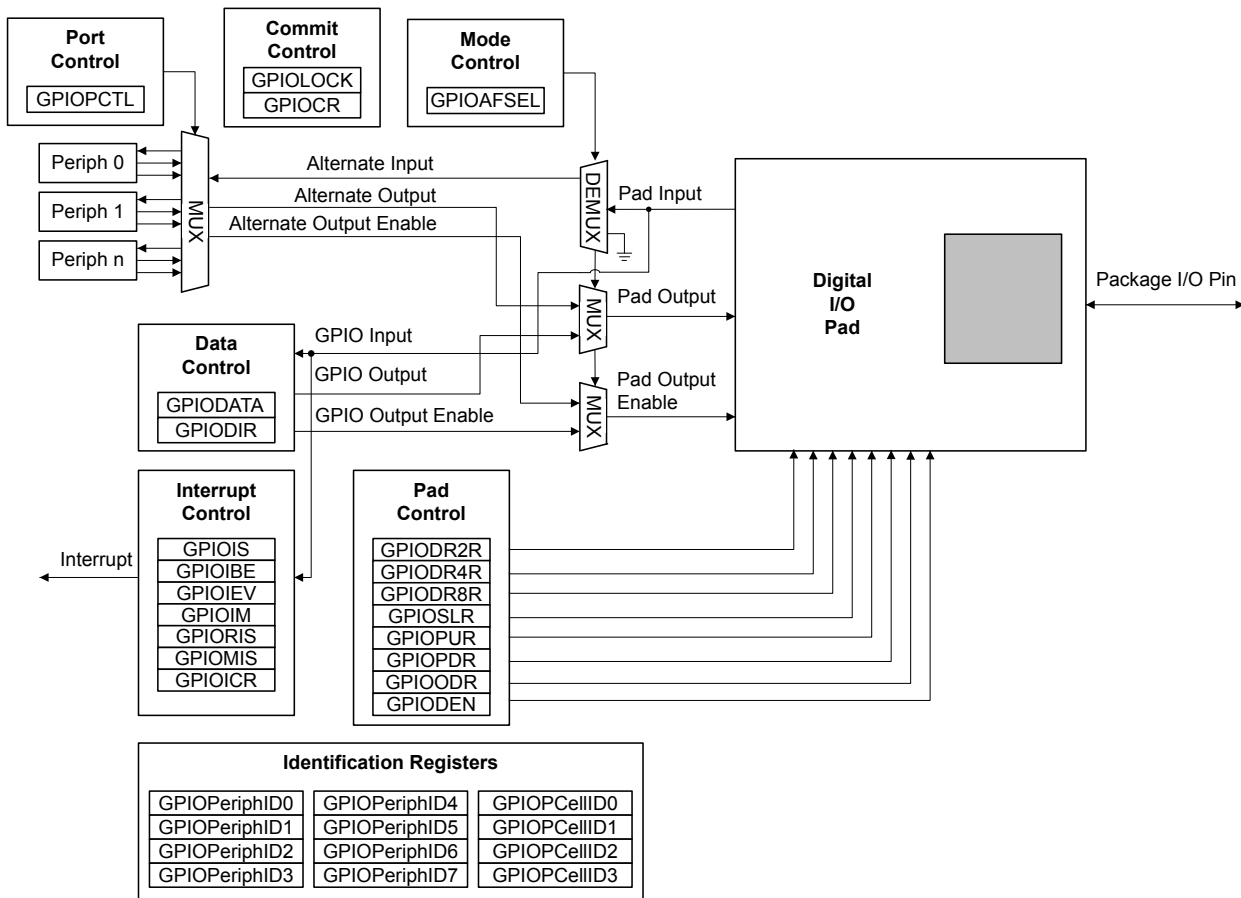 Port
Control
GPIOPCTL
Commit
Control
GPIOLOCK
GPIOCR
Mode
Control
GPIOAFSEL
Periph 0
Periph 1
Periph n
MUX
Alternate Input
Alternate Output
Alternate Output Enable
DEMUX
Pad Input
MUX
Pad Output
MUX
Pad Output
Enable
Digital
I/O
Pad
Package I/O Pin
Data
Control
GPIODATA
GPIODIR
GPIO Input
GPIO Output
GPIO Output Enable
Interrupt
Control
GPIOIS
GPIOIBE
GPIOIEV
GPIOIM
GPIORIS
GPIOMIS
GPIOICR
Interrupt
Pad
Control
GPIODR2R
GPIODR4R
GPIODR8R
GPIOSLR
GPIOPUR
GPIOPDR
GPIOODR
GPIODEN
Identification Registers
GPIOPeriphID0
GPIOPeriphID1
GPIOPeriphID2
GPIOPeriphID3
GPIOPeriphID4
GPIOPeriphID5
GPIOPeriphID6
GPIOPeriphID7
GPIOPCellID0
GPIOPCellID1
GPIOPCellID2
GPIOPCellID3